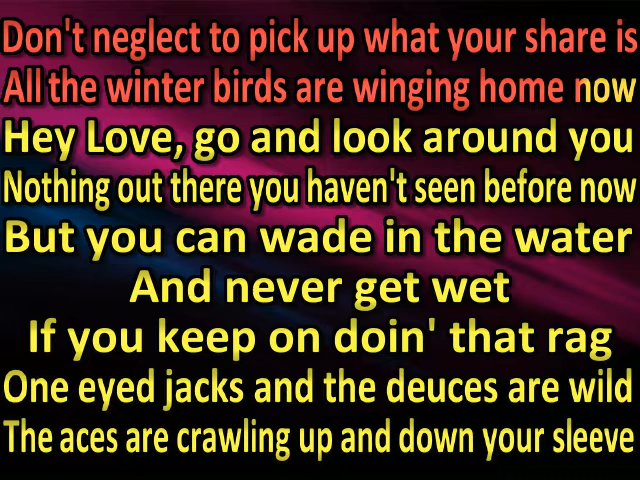 Don't neglect to pick up what your share is
All the winter birds are winging home now
Hey Love, go and look around you
Nothing out there you haven't seen before now
But you can wade in the water
And never get wet
If you keep on doin' that rag
One eyed jacks and the deuces are wild
The aces are crawling up and down your sleeve